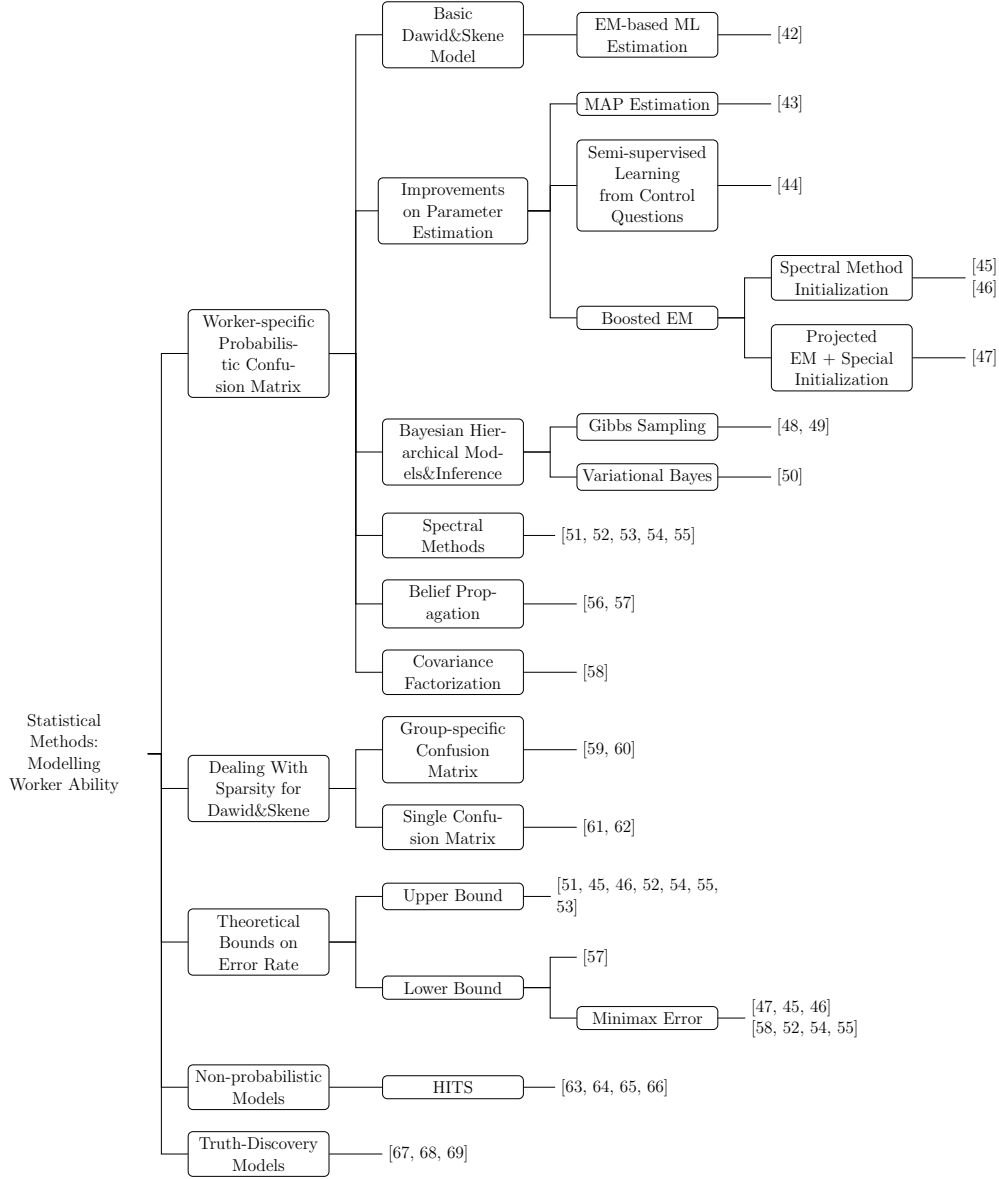 Basic
Dawid&Skene
Model
EM-based ML
Estimation
[42]
MAP Estimation
[43]
Improvements
on Parameter
Estimation
Semi-supervised
Learning
from Control
Questions
[44]
Boosted EM
Spectral Method
Initialization
[45]
[46]
Projected
EM + Special
Initialization
[47]
Worker-specific
Probabilis-
tic Confu-
sion Matrix
Bayesian Hier-
archical Mod-
els&Inference
Gibbs Sampling
[48, 49]
Variational Bayes
[50]
Spectral
Methods
[51, 52, 53, 54, 55]
Belief Prop-
agation
[56, 57]
Covariance
Factorization
[58]
Statistical
Methods:
Modelling
Worker Ability
Dealing With
Sparsity for
Dawid&Skene
Group-specific
Confusion
Matrix
[59, 60]
Single Confu-
sion Matrix
[61, 62]
Theoretical
Bounds on
Error Rate
Upper Bound
[51, 45, 46, 52, 54, 55,
53]
Lower Bound
[57]
Minimax Error
[47, 45, 46]
[58, 52, 54, 55]
Non-probabilistic
Models
HITS
[63, 64, 65, 66]
Truth-Discovery
Models
[67, 68, 69]